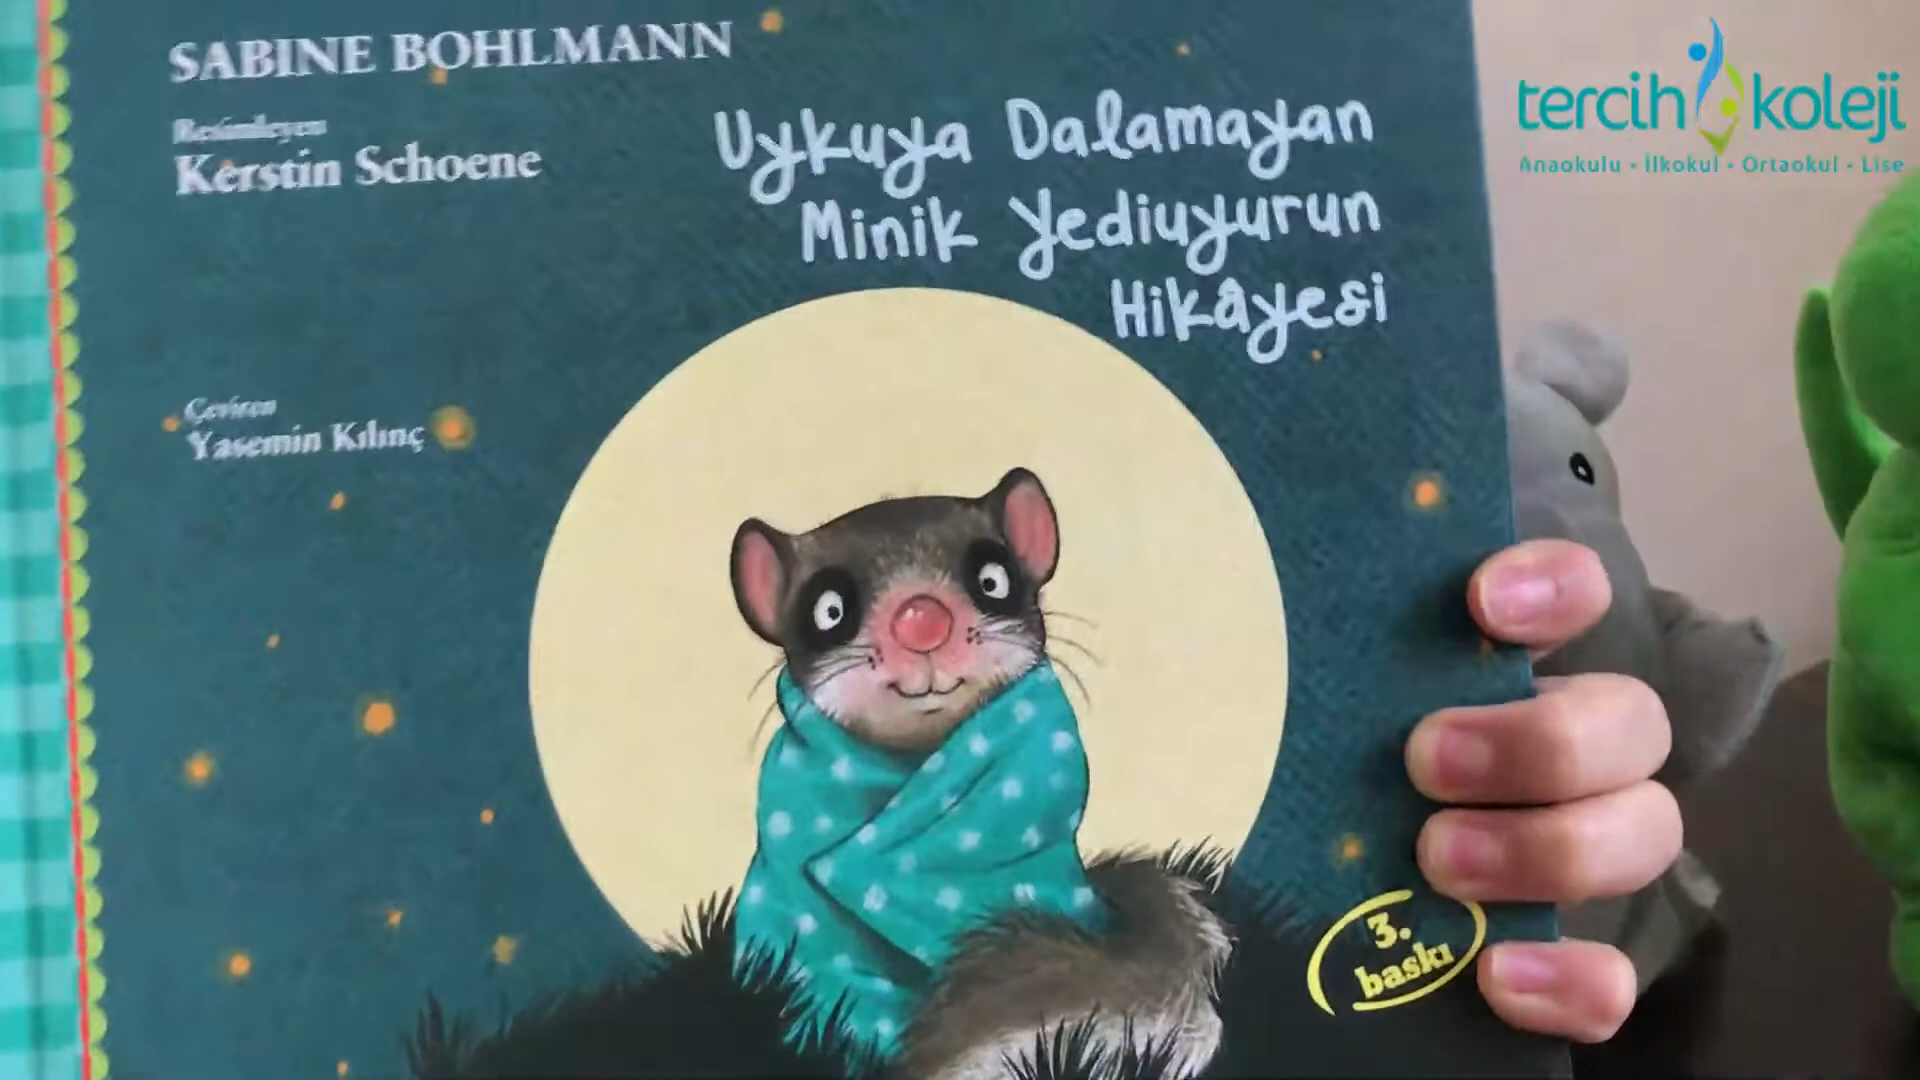 SABINE BOHLMANN
Resimleyen
Kerstin Schoene
Uykuya Dalamayan
Minik Yediuyurun
Hikâyesi
Çeviren
Yasemin Kılınç
3.
baskı
tercih koleji
Anaokulu • İlkokul • Ortaokul • Lise